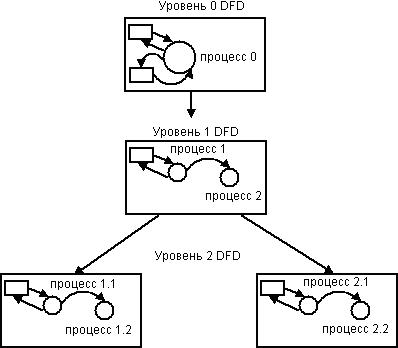 Уровень 0 DFD
процесс 0
Уровень 1 DFD
процесс 1
процесс 2
Уровень 2 DFD
процесс 1.1
процесс 1.2
процесс 2.1
процесс 2.2